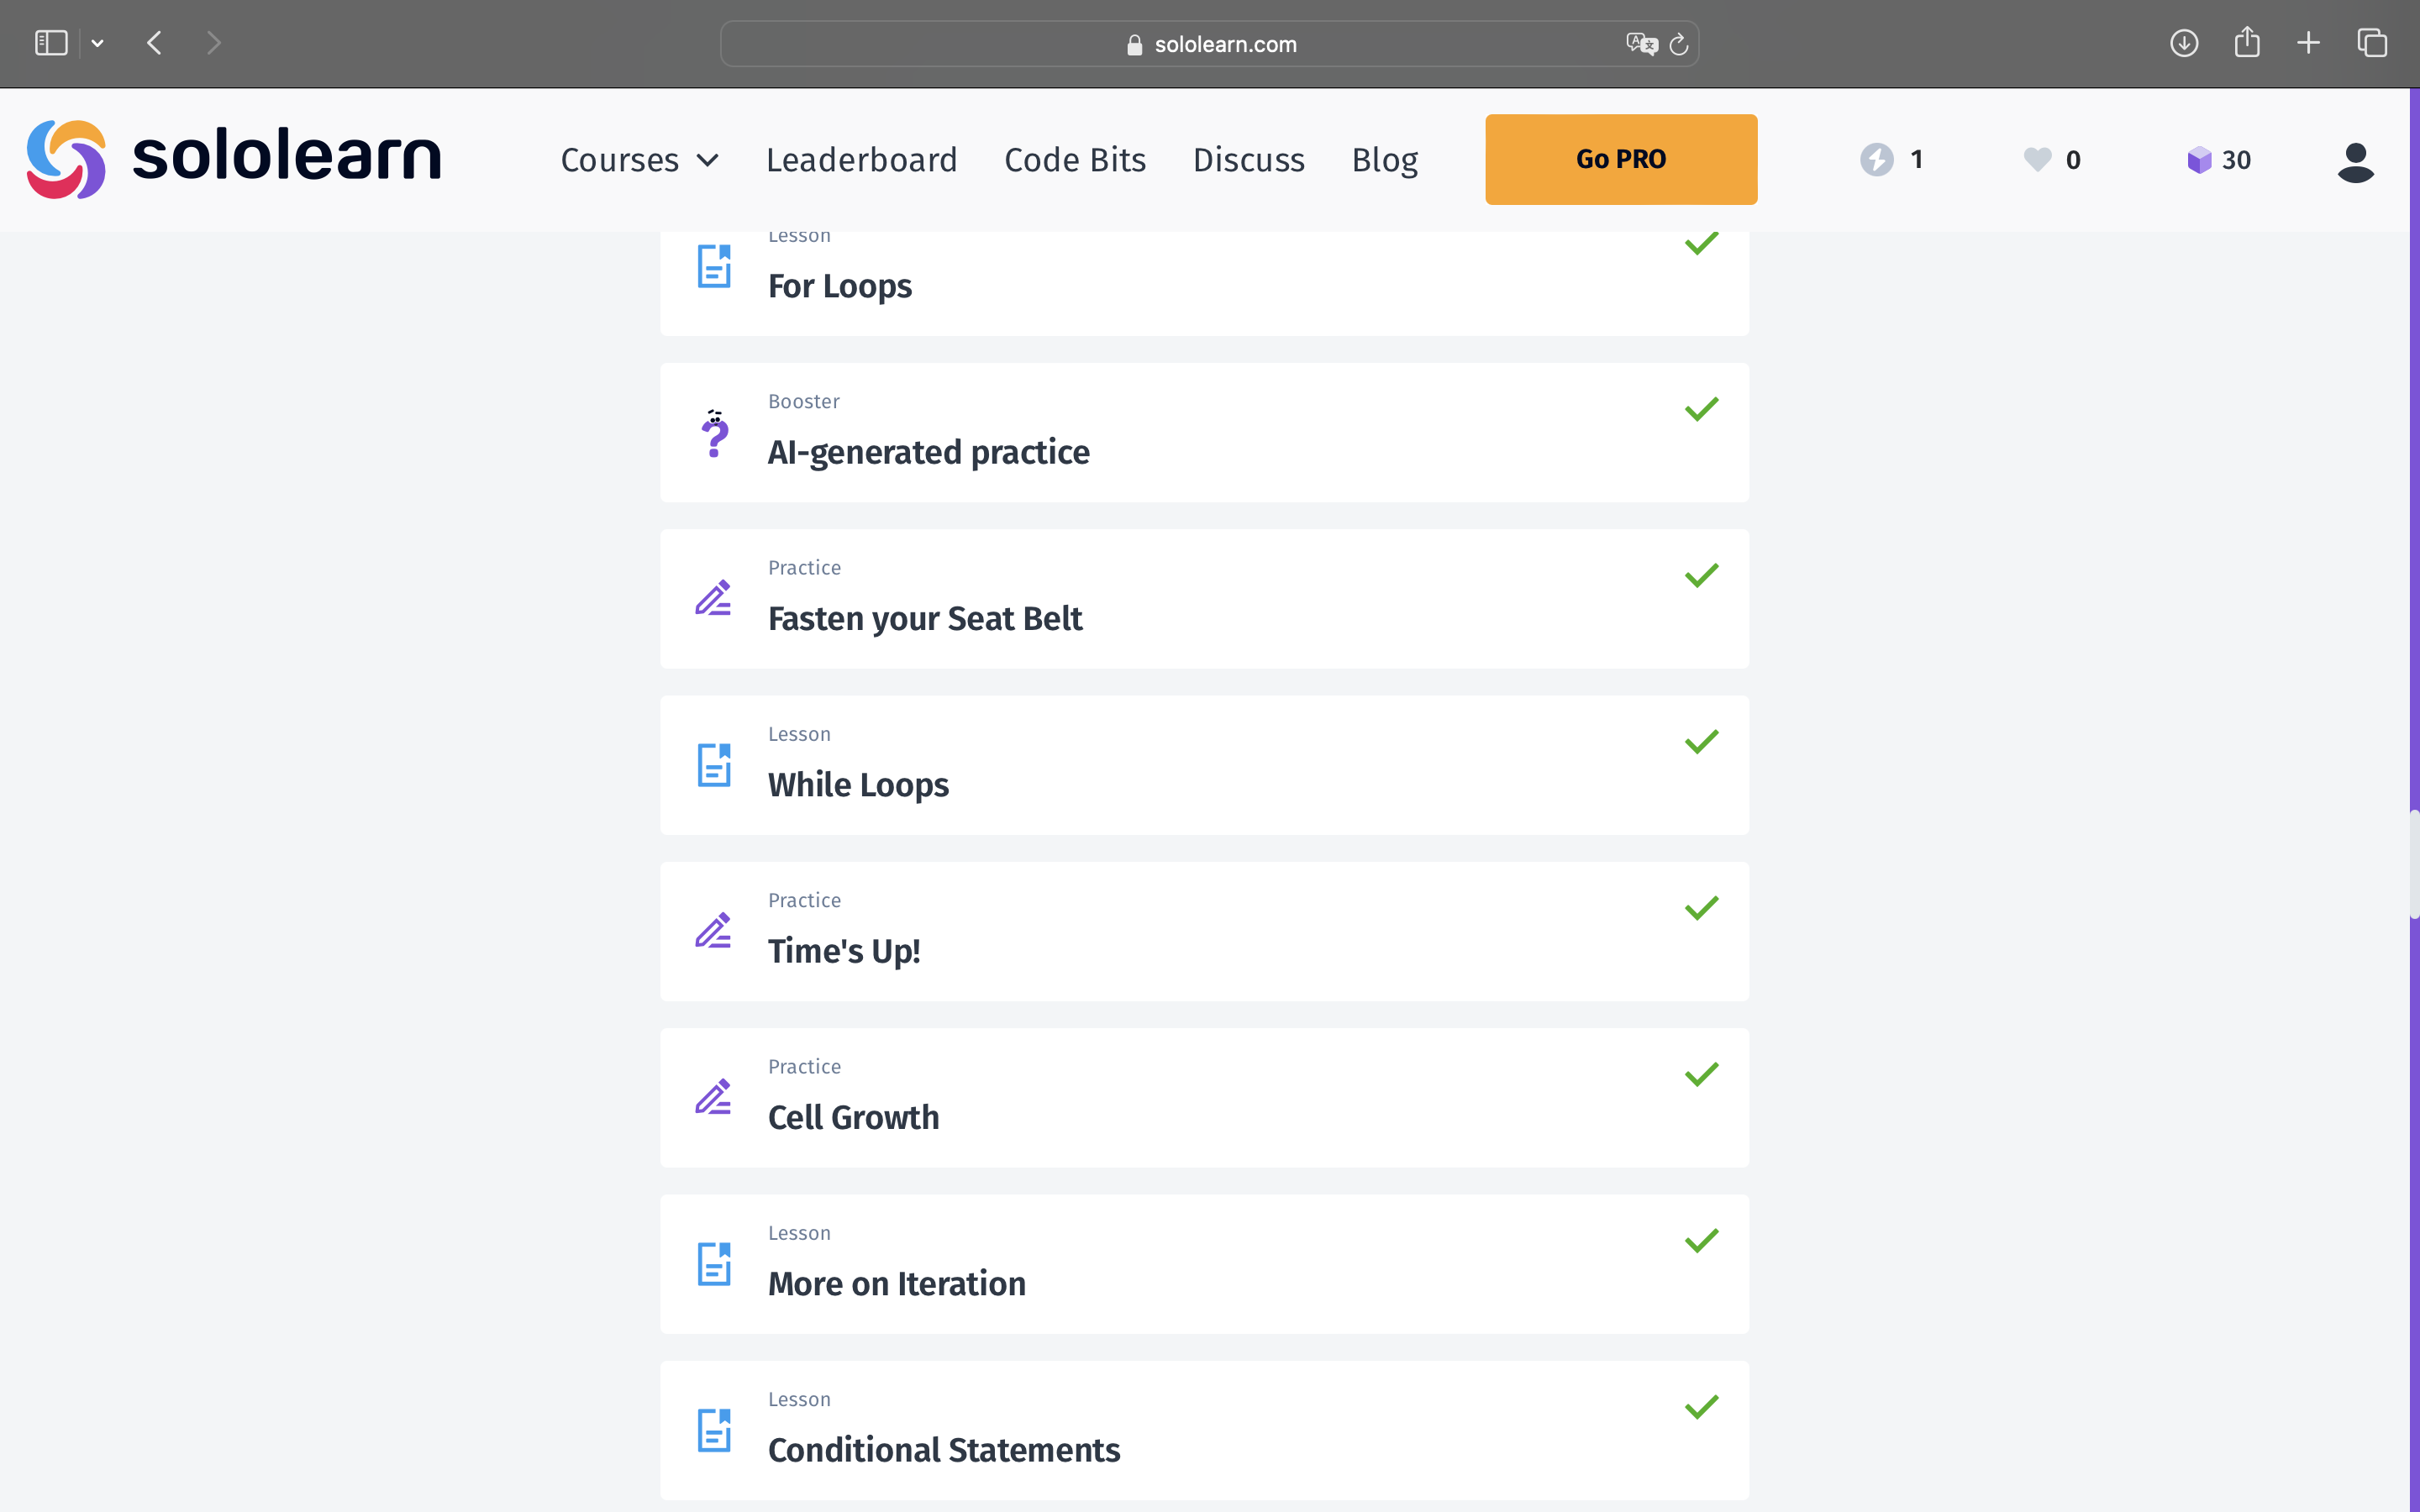 sololearn.com
sololearn
Courses
Leaderboard
Code Bits
Discuss
Blog
Go PRO
1
0
30
Lesson
For Loops
Booster
AI-generated practice
Practice
Fasten your Seat Belt
Lesson
While Loops
Practice
Time's Up!
Practice
Cell Growth
Lesson
More on Iteration
Lesson
Conditional Statements